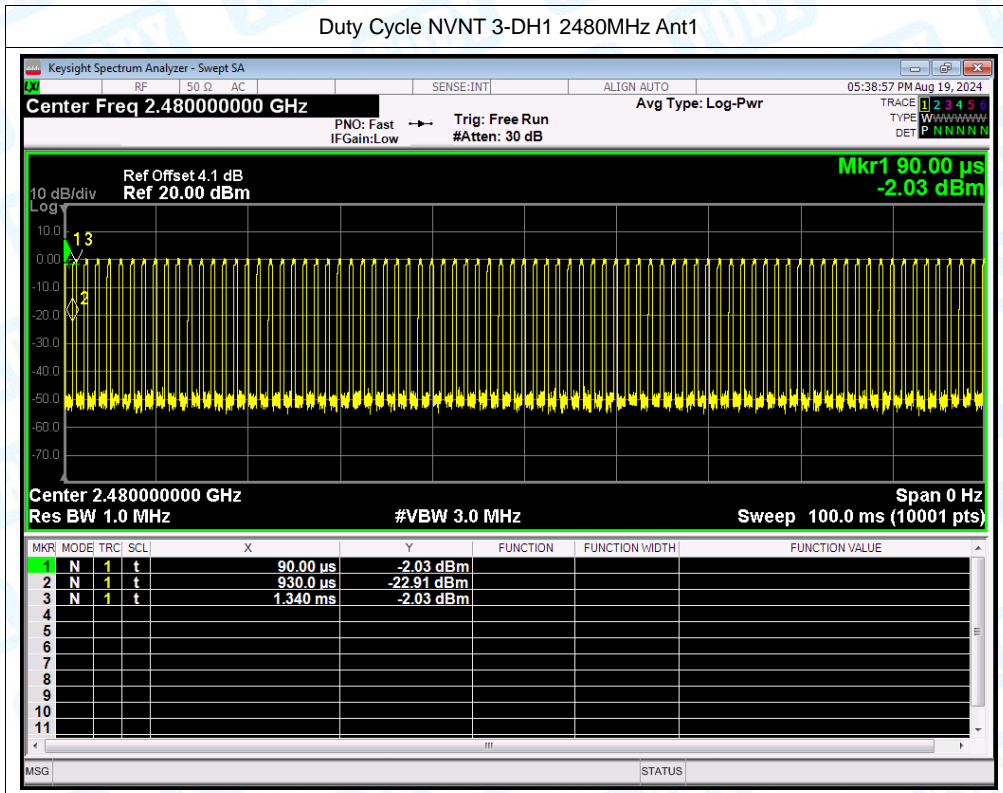 Duty Cycle NVNT 3-DH1 2480MHz Ant1
Keysight Spectrum Analyzer - Swept SA
LXI RF 50 Ω AC SENSE:INT ALIGN AUTO 05:38:57 PM Aug 19, 2024
Center Freq 2.480000000 GHz Avg Type: Log-Pwr TRACE 1 2 3 4 5 6
PNO: Fast Trig: Free Run TYPE W
IFGain:Low #Atten: 30 dB DET P N N N N N
Mkr1 90.00 µs
-2.03 dBm
Ref Offset 4.1 dB
10 dB/div Ref 20.00 dBm
Log
10.0
0.00
-10.0
-20.0
-30.0
-40.0
-50.0
-60.0
-70.0
1 3
2
Center 2.480000000 GHz Span 0 Hz
Res BW 1.0 MHz #VBW 3.0 MHz Sweep 100.0 ms (10001 pts)
MKR MODE TRC SCL X Y FUNCTION FUNCTION WIDTH FUNCTION VALUE
1 N 1 t 90.00 µs -2.03 dBm
2 N 1 t 930.0 µs -22.91 dBm
3 N 1 t 1.340 ms -2.03 dBm
4
5
6
7
8
9
10
11
MSG STATUS